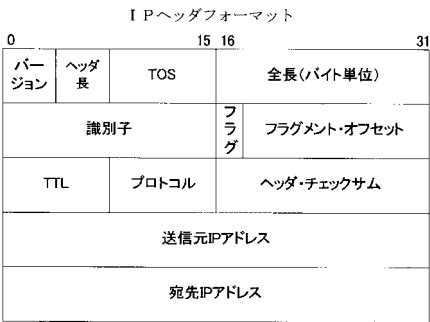 ＩＰヘッダフォーマット
0 15 16 31
バー
ジョン
ヘッダ
長
TOS
全長(バイト単位)
識別子
フラグ
フラグメント・オフセット
TTL
プロトコル
ヘッダ・チェックサム
送信元IPアドレス
宛先IPアドレス